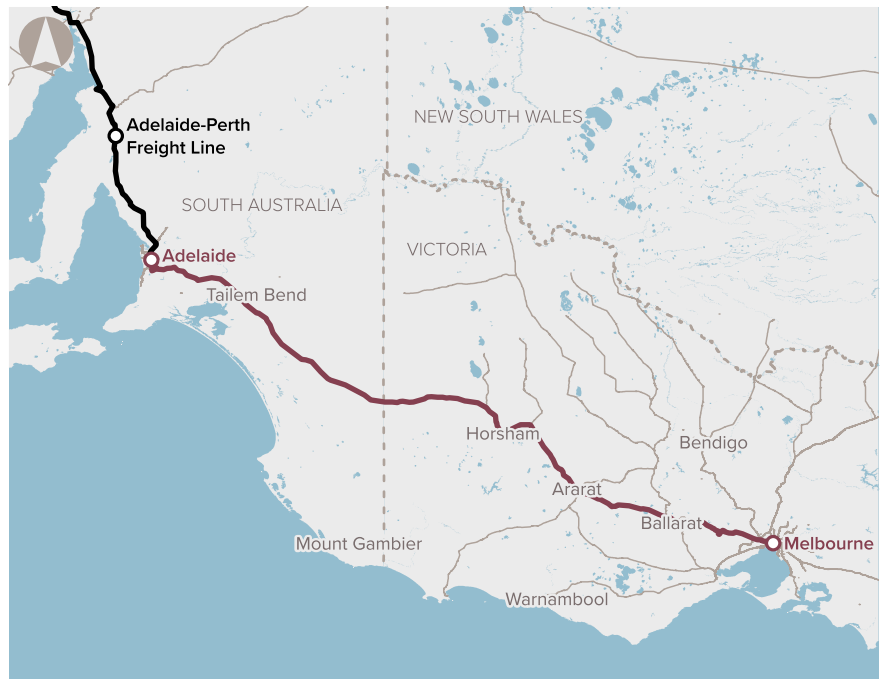 Adelaide-Perth
Freight Line
NEW SOUTH WALES
SOUTH AUSTRALIA
VICTORIA
Adelaide
Tailem Bend
Horsham
Bendigo
Ararat
Ballarat
Mount Gambier
Melbourne
Warnambool